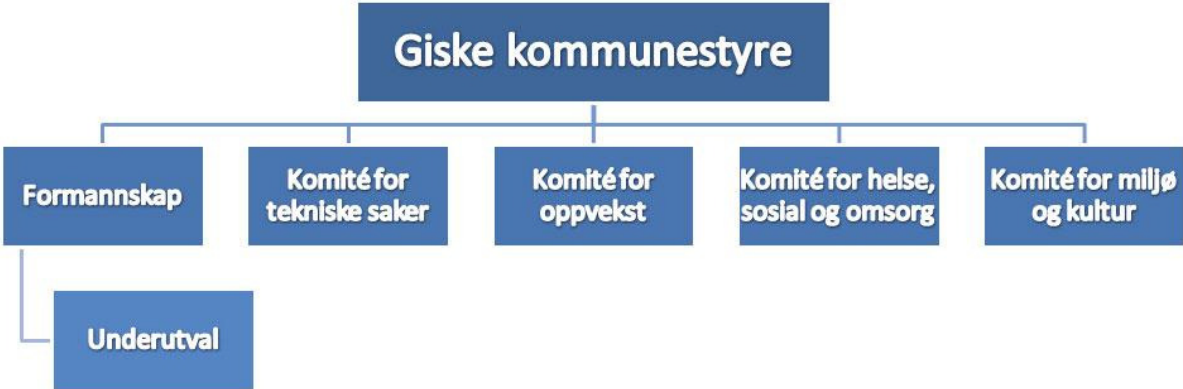 Giske kommunestyre
Formannskap
Komité for
tekniske saker
Komité for
oppvekst
Komité for helse,
sosial og omsorg
Komité for miljø
og kultur
Underutval